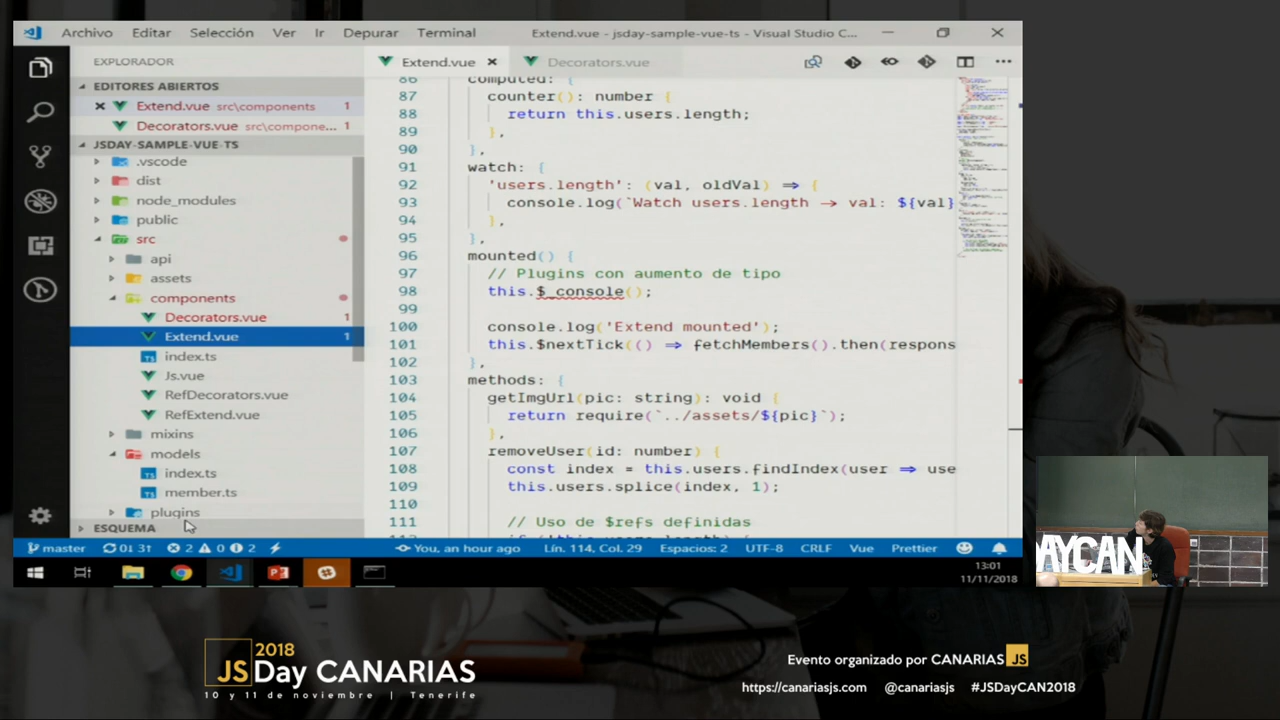 Archivo Editar Selección Ver Ir Depurar Terminal Extend.vue - jsday-sample-vue-ts - Visual Studio C...
EXPLORADOR
EDITORES ABIERTOS
Extend.vue src\components 1
Decorators.vue src\compone... 1
JSDAY-SAMPLE-VUE-TS
.vscode
dist
node_modules
public
src
api
assets
components
Decorators.vue 1
Extend.vue 1
index.ts
Js.vue
RefDecorators.vue
RefExtend.vue
mixins
models
index.ts
member.ts
plugins
ESQUEMA
Extend.vue Decorators.vue
86 computed: {
87 counter(): number {
88 return this.users.length;
89 },
90 },
91 watch: {
92 'users.length': (val, oldVal) ⇒ {
93 console.log(`Watch users.length → val: ${val}
94 },
95 },
96 mounted() {
97 // Plugins con aumento de tipo
98 this.$_console();
99
100 console.log('Extend mounted');
101 this.$nextTick(() ⇒ fetchMembers().then(respons
102 },
103 methods: {
104 getImgUrl(pic: string): void {
105 return require(`../assets/${pic}`);
106 },
107 removeUser(id: number) {
108 const index = this.users.findIndex(user ⇒ use
109 this.users.splice(index, 1);
110
111 // Uso de $refs definidas
master 0↓ 3↑ 2 0 2 You, an hour ago Lín. 114, Col. 29 Espacios: 2 UTF-8 CRLF Vue Prettier
13:01
11/11/2018
AYCAN
2018
JSDay CANARIAS
10 y 11 de noviembre | Tenerife
Evento organizado por CANARIAS JS
https://canariasjs.com @canariasjs #JSDayCAN2018